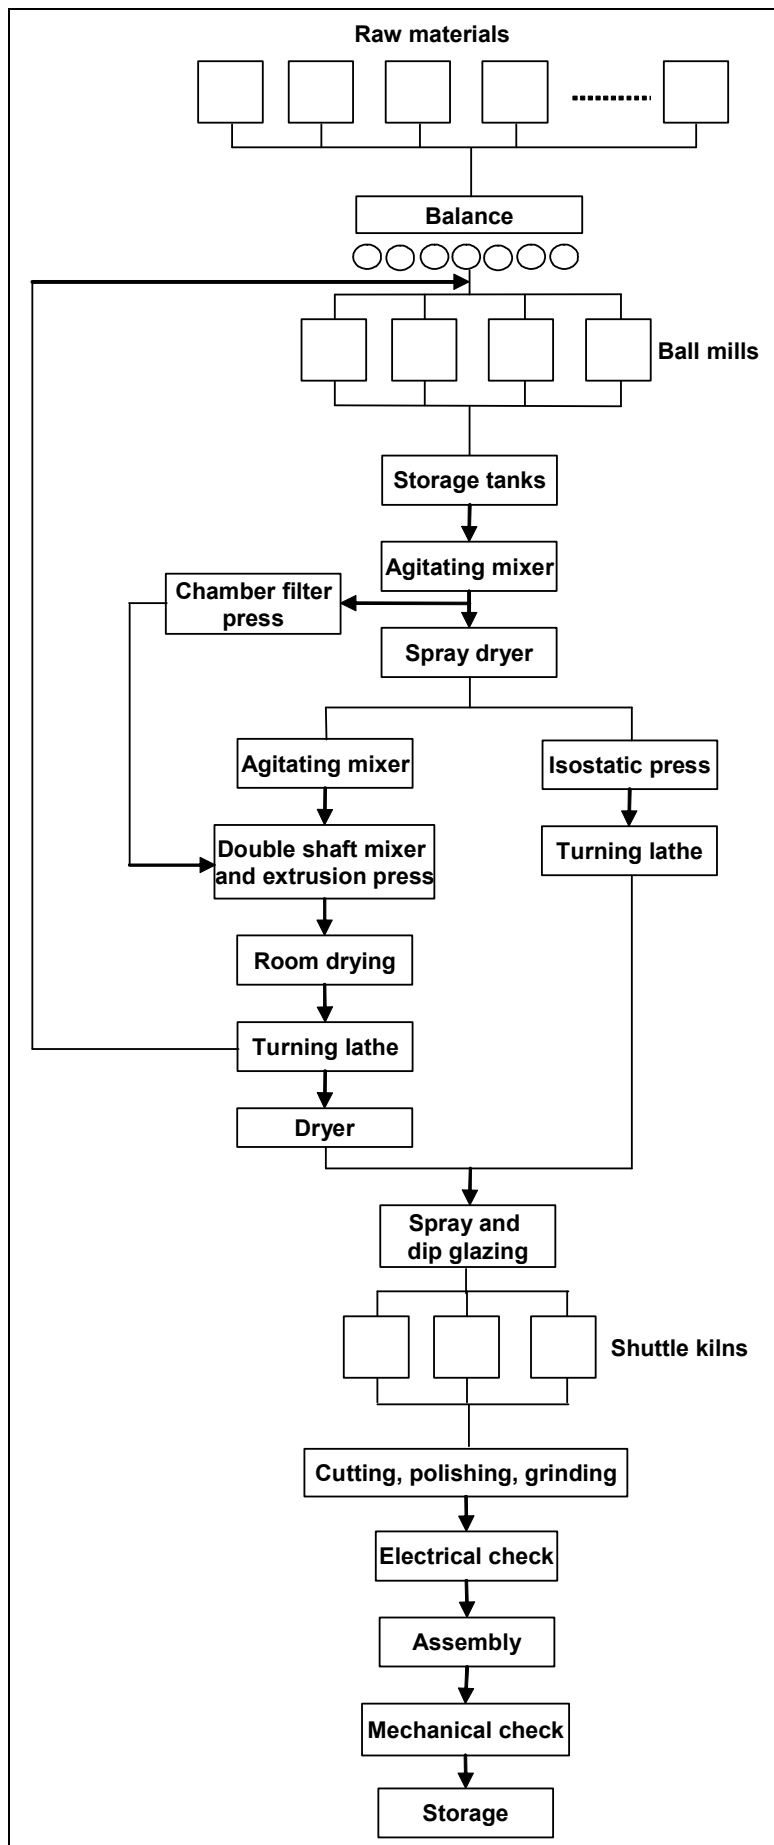 Raw materials
Balance
Ball mills
Storage tanks
Agitating mixer
Chamber filter
press
Spray dryer
Agitating mixer
Isostatic press
Double shaft mixer
and extrusion press
Turning lathe
Room drying
Turning lathe
Dryer
Spray and
dip glazing
Shuttle kilns
Cutting, polishing, grinding
Electrical check
Assembly
Mechanical check
Storage